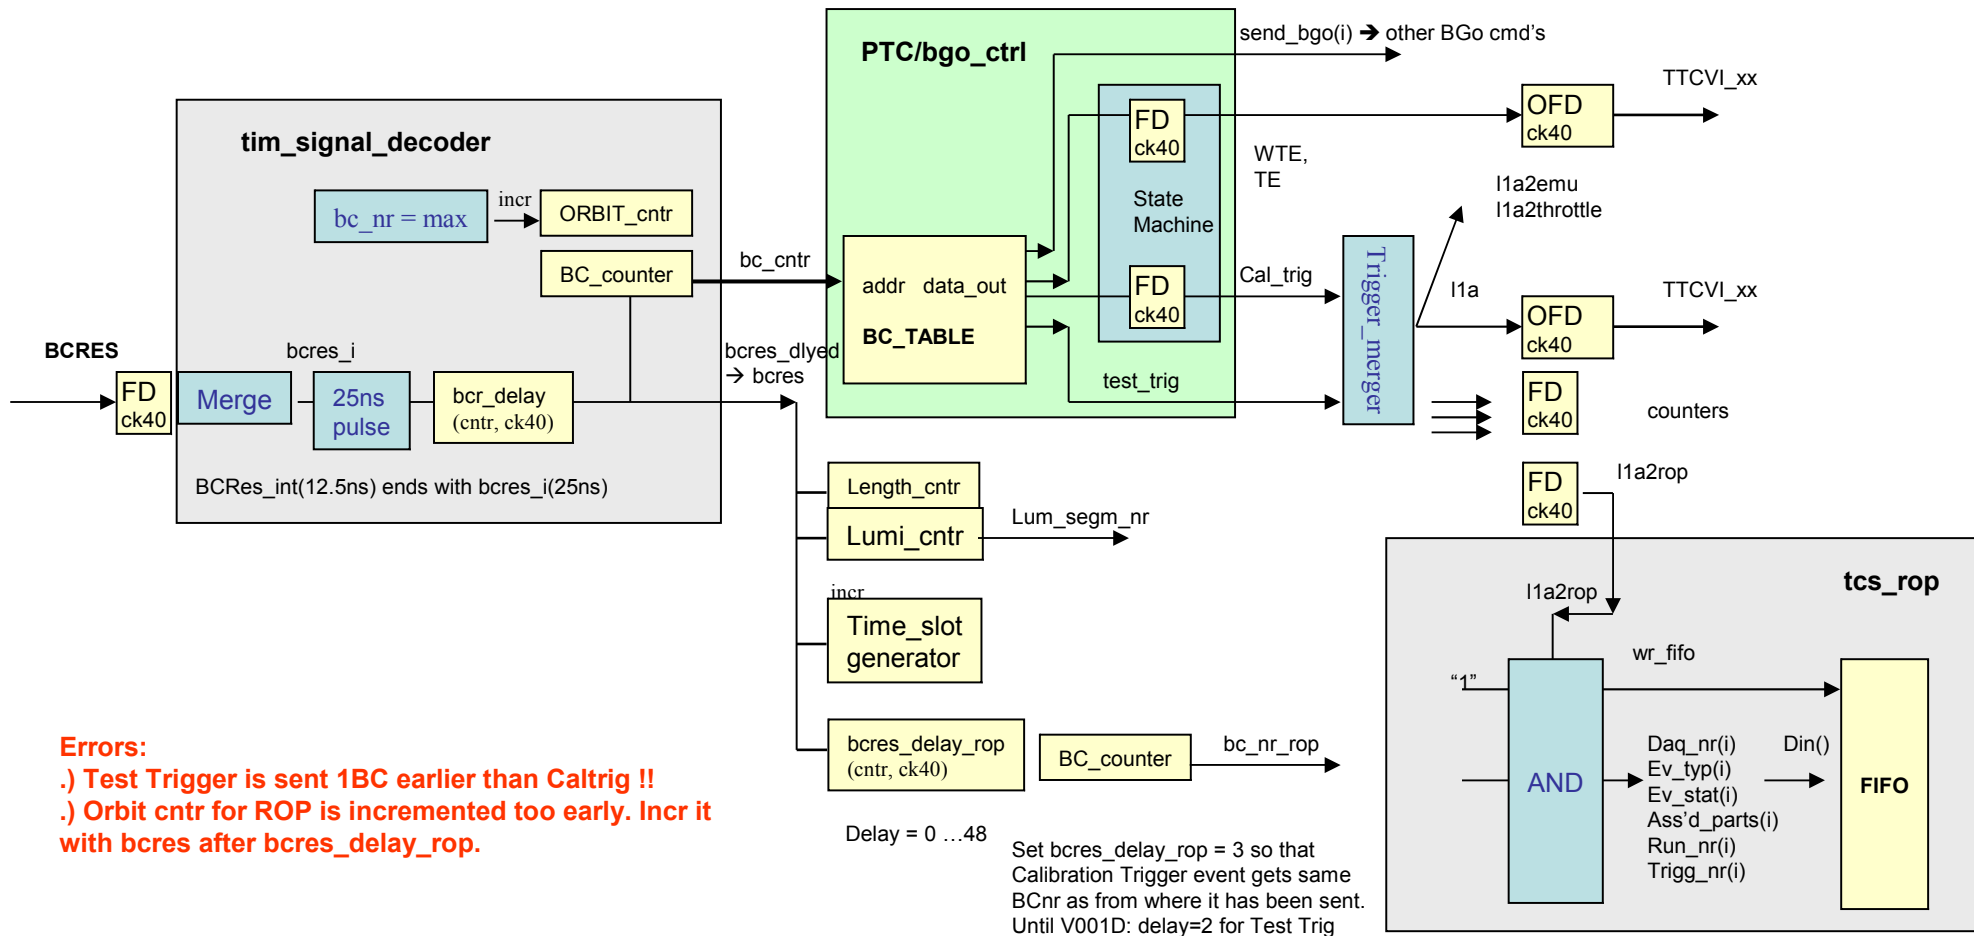 send_bgo(i) ➔ other BGo cmd's
PTC/bgo_ctrl
TTCVI_xx
FD
ck40
OFD
ck40
tim_signal_decoder
WTE,
TE
l1a2emu
l1a2throttle
bc_nr = max
incr
ORBIT_cntr
State
Machine
BC_counter
bc_cntr
addr data_out
BC_TABLE
FD
ck40
Cal_trig
Trigger_merger
l1a
TTCVI_xx
OFD
ck40
BCRES
bcres_i
bcres_dlyed
→ bcres
test_trig
FD
ck40
Merge
25ns
pulse
bcr_delay
(cntr, ck40)
FD
ck40
counters
BCRes_int(12.5ns) ends with bcres_i(25ns)
Length_cntr
Lumi_cntr
Lum_segm_nr
FD
ck40
l1a2rop
incr
Time_slot
generator
l1a2rop
tcs_rop
wr_fifo
"1"
bcres_delay_rop
(cntr, ck40)
BC_counter
bc_nr_rop
AND
Daq_nr(i)
Ev_typ(i)
Ev_stat(i)
Ass'd_parts(i)
Run_nr(i)
Trigg_nr(i)
Din()
FIFO
Errors:
.) Test Trigger is sent 1BC earlier than Caltrig !!
.) Orbit cntr for ROP is incremented too early. Incr it
with bcres after bcres_delay_rop.
Delay = 0 …48
Set bcres_delay_rop = 3 so that
Calibration Trigger event gets same
BCnr as from where it has been sent.
Until V001D: delay=2 for Test Trig